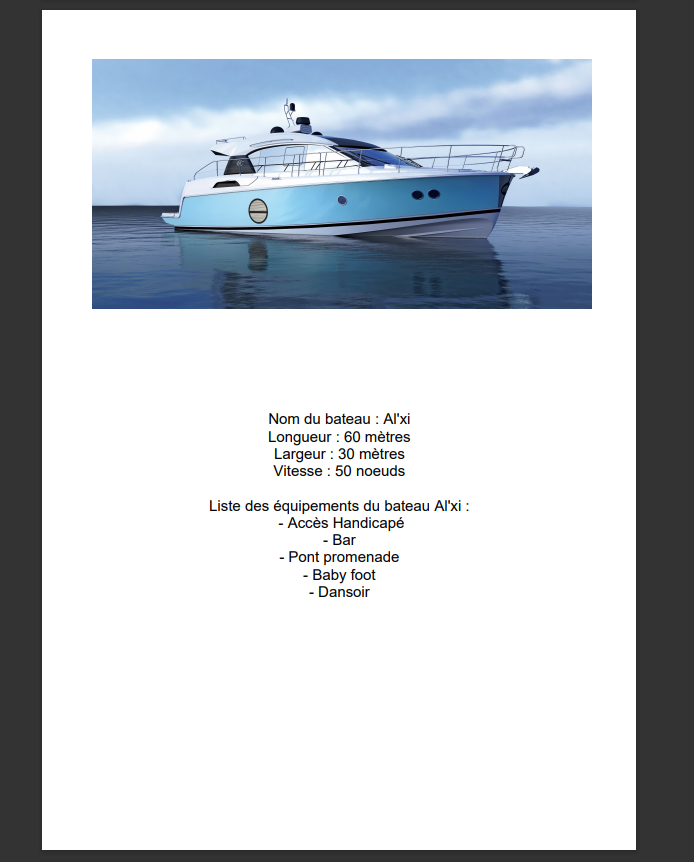 Nom du bateau : Al'xi
Longueur : 60 mètres
Largeur : 30 mètres
Vitesse : 50 noeuds
Liste des équipements du bateau Al'xi :
- Accès Handicapé
- Bar
- Pont promenade
- Baby foot
- Dansoir